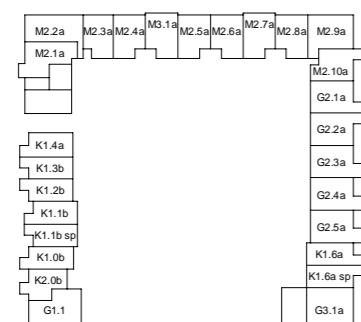 M2.2a
M2.3a
M2.4a
M3.1a
M2.5a
M2.6a
M2.7a
M2.8a
M2.9a
M2.1a
M2.10a
G2.1a
G2.2a
G2.3a
G2.4a
G2.5a
K1.6a
K1.6a sp
G3.1a
K1.4a
K1.3b
K1.2b
K1.1b
K1.1b sp
K1.0b
K2.0b
G1.1